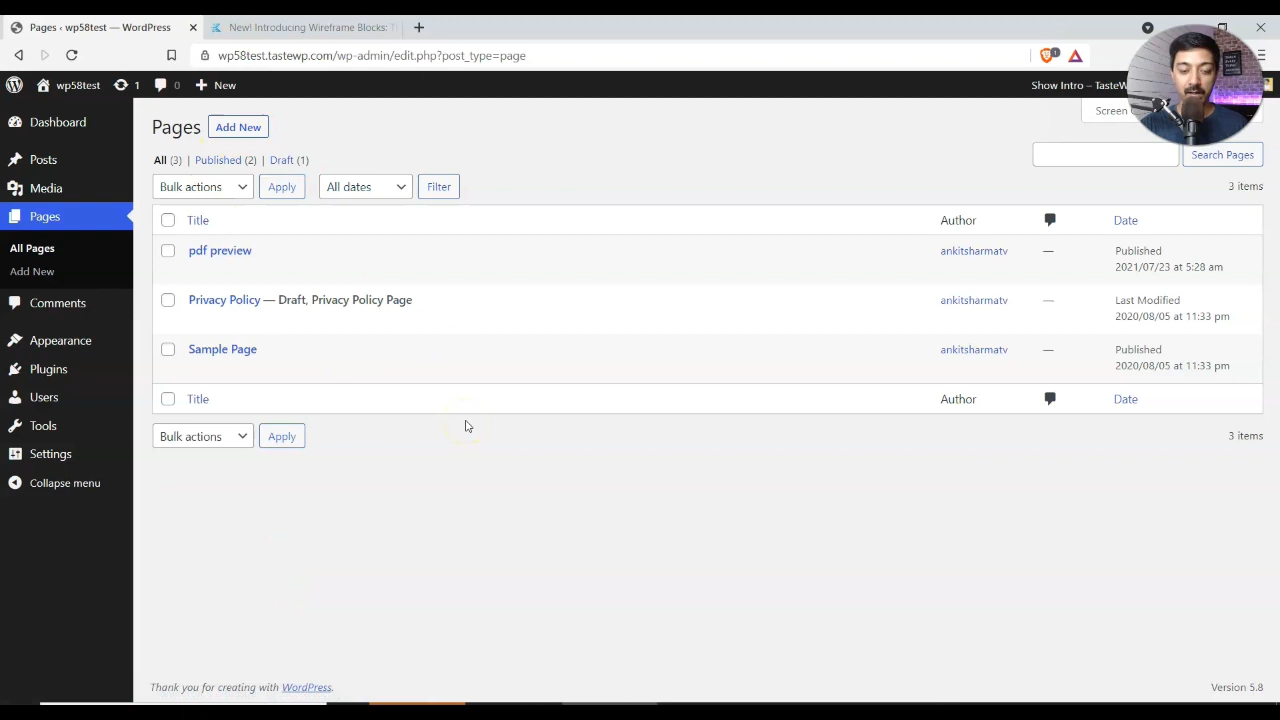 Pages ‹ wp58test — WordPress
New! Introducing Wireframe Blocks:
wp58test.tastewp.com/wp-admin/edit.php?post_type=page
1
wp58test
1
0
New
Show Intro – TasteW
Dashboard
Posts
Media
Pages
All Pages
Add New
Comments
Appearance
Plugins
Users
Tools
Settings
Collapse menu
Screen
Pages
Add New
All (3) | Published (2) | Draft (1)
Search Pages
Bulk actions
Apply
All dates
Filter
3 items
Title
Author
Date
pdf preview
ankitsharmatv
—
Published
2021/07/23 at 5:28 am
Privacy Policy — Draft, Privacy Policy Page
ankitsharmatv
—
Last Modified
2020/08/05 at 11:33 pm
Sample Page
ankitsharmatv
—
Published
2020/08/05 at 11:33 pm
Title
Author
Date
Bulk actions
Apply
3 items
Thank you for creating with WordPress.
Version 5.8